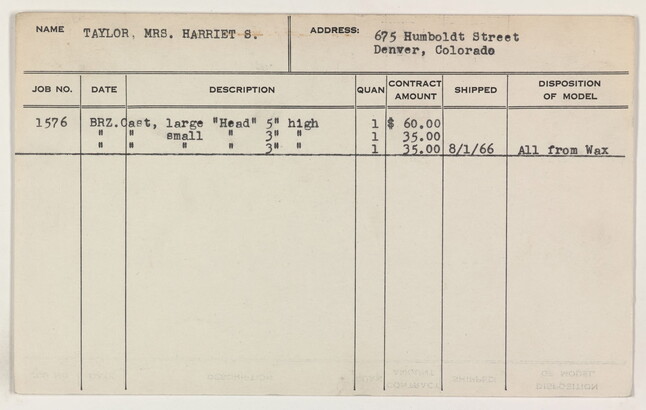 NAME TAYLOR, MRS. HARRIET S. ADDRESS: 675 Humboldt Street
Denver, Colorado
JOB NO. DATE DESCRIPTION QUAN CONTRACT AMOUNT SHIPPED DISPOSITION OF MODEL
1576 BRZ.Cast, large "Head" 5" high 1 $ 60.00
" " small " 3" " 1 35.00
" " " " 3" " 1 35.00 8/1/66 All from Wax